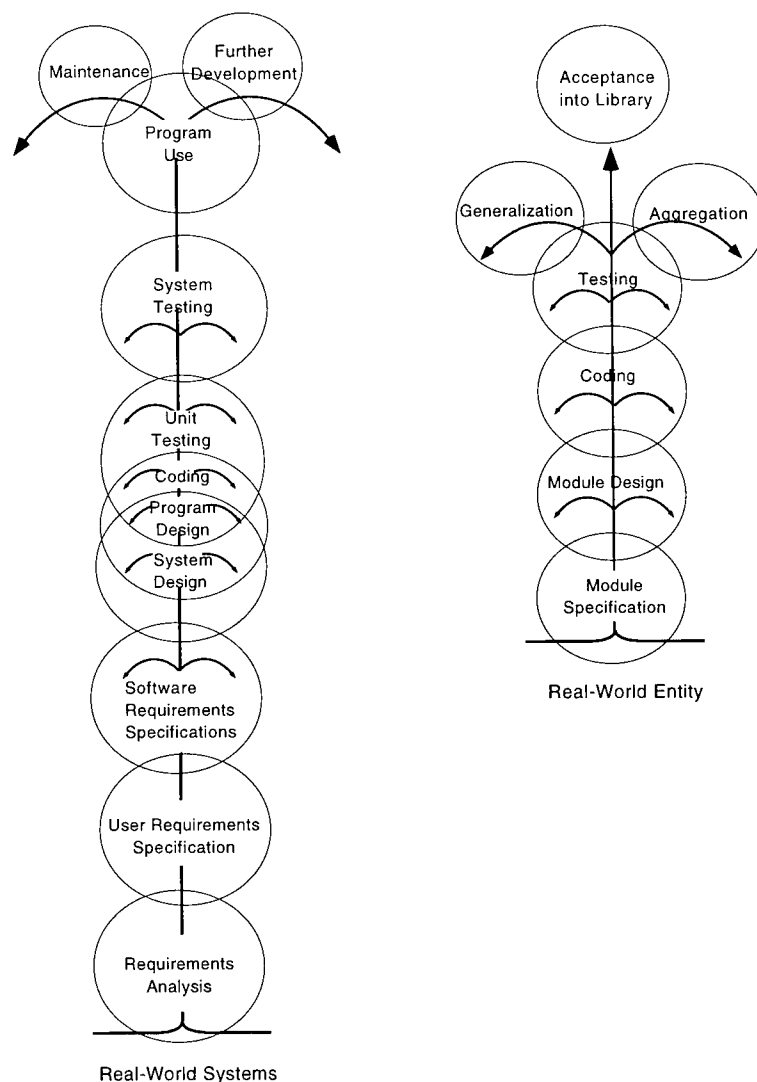 Maintenance
Further
Development
Program
Use
System
Testing
Unit
Testing
Coding
Program
Design
System
Design
Software
Requirements
Specifications
User Requirements
Specification
Requirements
Analysis
Real-World Systems
Acceptance
into Library
Generalization
Aggregation
Testing
Coding
Module Design
Module
Specification
Real-World Entity